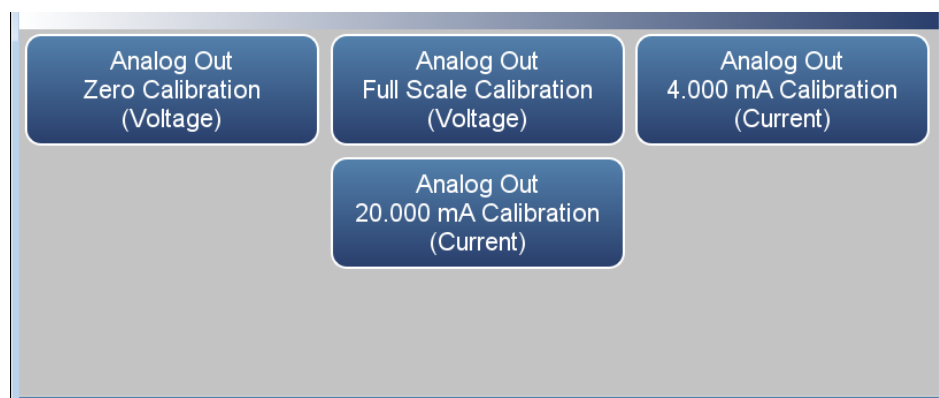 Analog Out
Zero Calibration
(Voltage)
Analog Out
Full Scale Calibration
(Voltage)
Analog Out
4.000 mA Calibration
(Current)
Analog Out
20.000 mA Calibration
(Current)